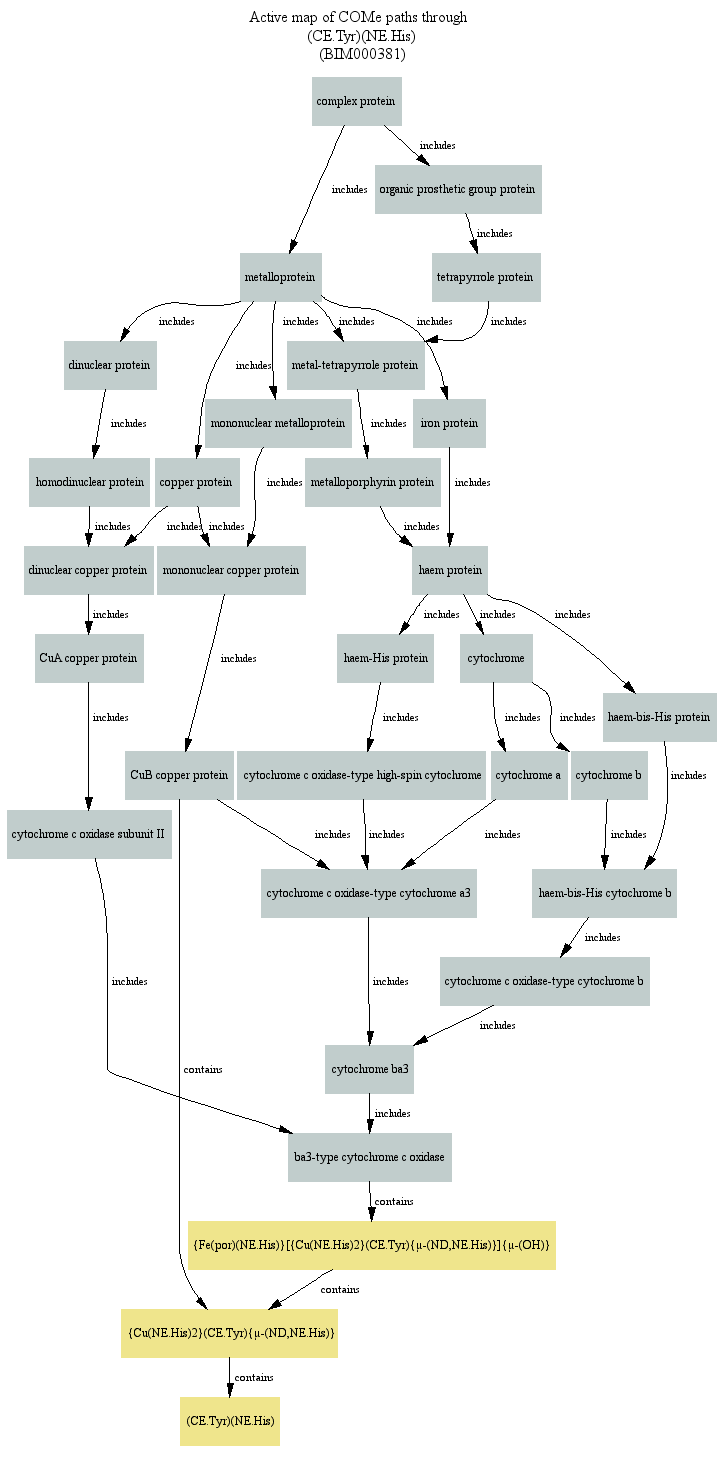 Active map of COMe paths through
(CE.Tyr)(NE.His)
(BIM000381)
complex protein
includes
organic prosthetic group protein
includes
includes
metalloprotein
tetrapyrrole protein
includes
includes
includes
includes
includes
dinuclear protein
includes
metal-tetrapyrrole protein
mononuclear metalloprotein
iron protein
includes
includes
includes
includes
homodinuclear protein
copper protein
metalloporphyrin protein
includes
includes
includes
includes
dinuclear copper protein
mononuclear copper protein
haem protein
includes
includes
includes
includes
CuA copper protein
includes
haem-His protein
cytochrome
haem-bis-His protein
includes
includes
includes
includes
CuB copper protein
cytochrome c oxidase-type high-spin cytochrome
cytochrome a
cytochrome b
includes
cytochrome c oxidase subunit II
includes
includes
includes
includes
cytochrome c oxidase-type cytochrome a3
haem-bis-His cytochrome b
includes
includes
includes
cytochrome c oxidase-type cytochrome b
includes
contains
cytochrome ba3
includes
ba3-type cytochrome c oxidase
contains
{Fe(por)(NE.His)}[{Cu(NE.His)2}(CE.Tyr){μ-(ND,NE.His)}]{μ-(OH)}
contains
{Cu(NE.His)2}(CE.Tyr){μ-(ND,NE.His)}
contains
(CE.Tyr)(NE.His)